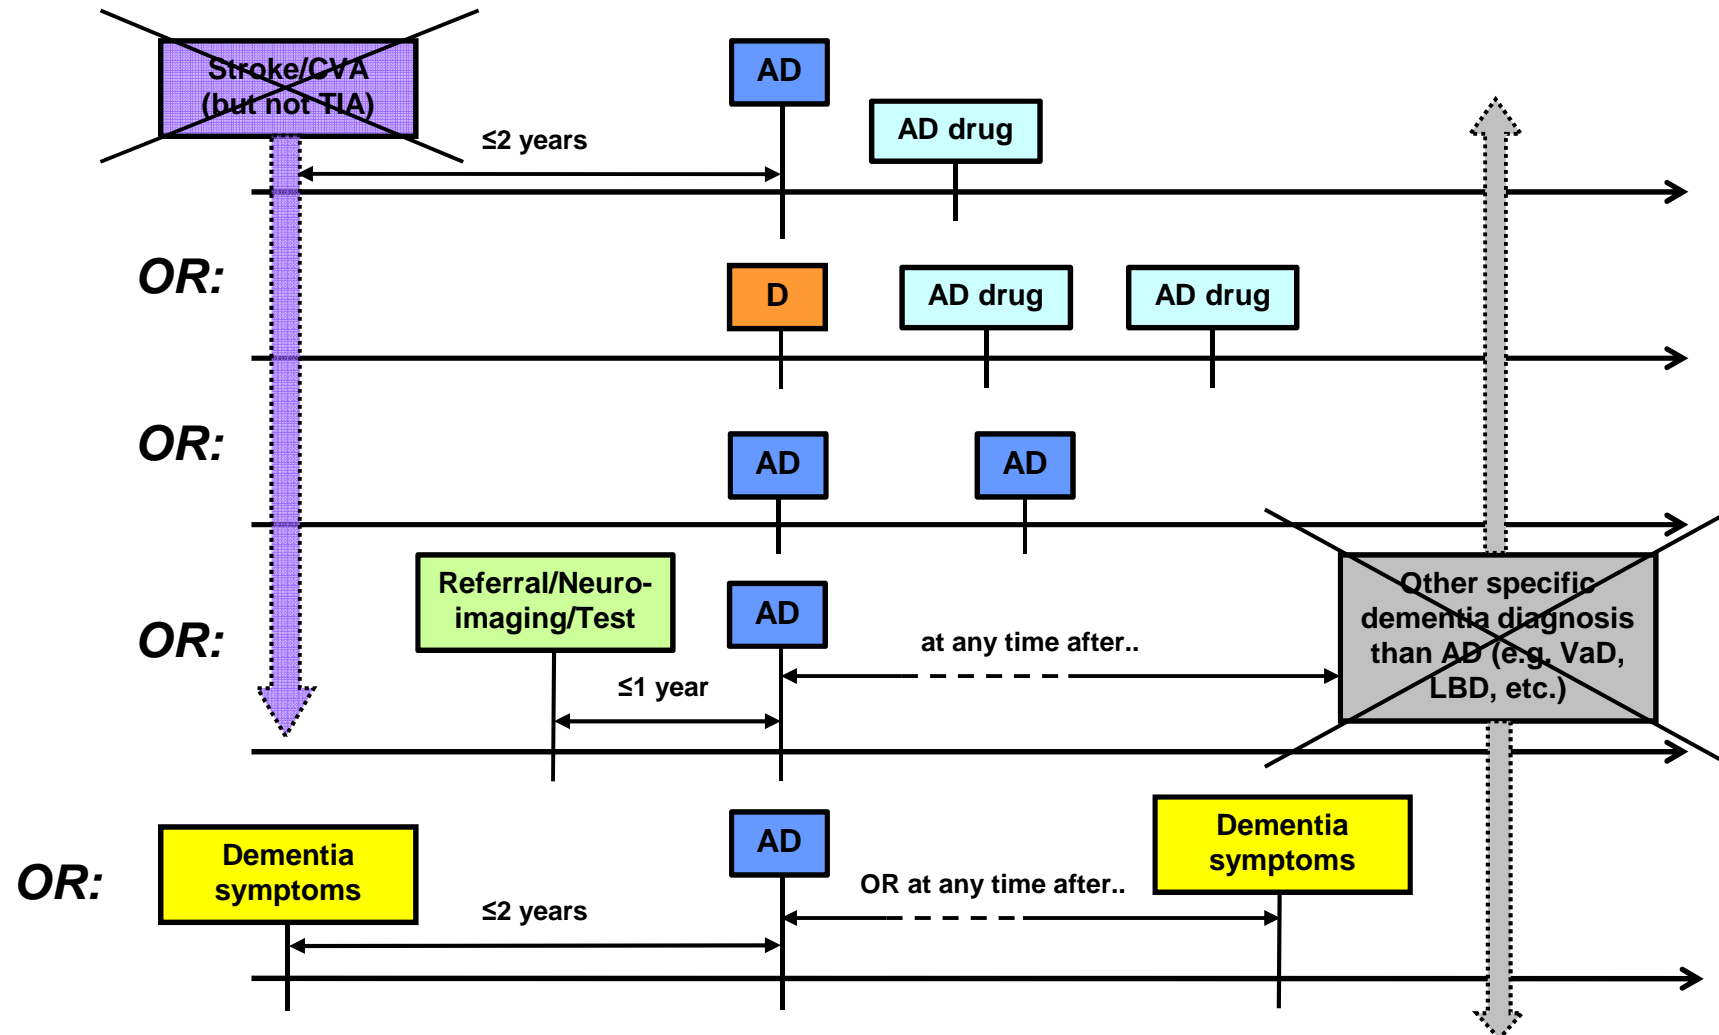 Stroke/CVA
(but not TIA)
AD
≤2 years
AD drug
OR:
D
AD drug
AD drug
OR:
AD
AD
OR:
Referral/Neuro-
imaging/Test
AD
≤1 year
at any time after..
Other specific
dementia diagnosis
than AD (e.g. VaD,
LBD, etc.)
OR:
Dementia
symptoms
≤2 years
AD
OR at any time after..
Dementia
symptoms